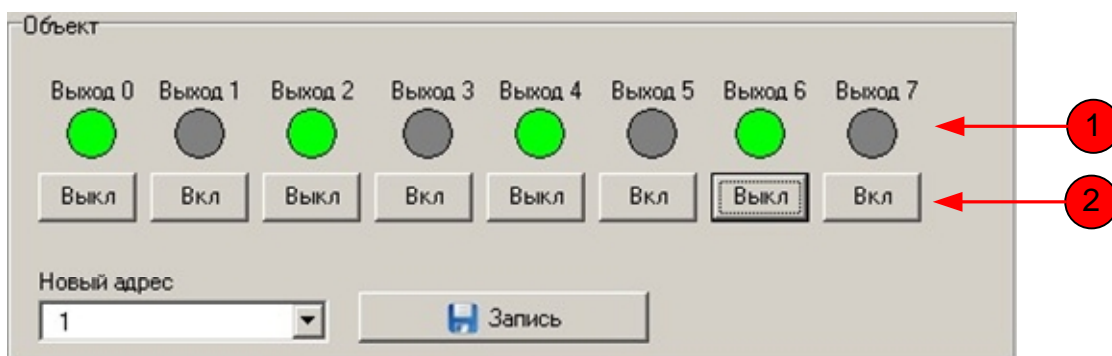 Объект
Выход 0 Выход 1 Выход 2 Выход 3 Выход 4 Выход 5 Выход 6 Выход 7
1
Выкл Вкл Выкл Вкл Выкл Вкл Выкл Вкл
2
Новый адрес
1 Запись